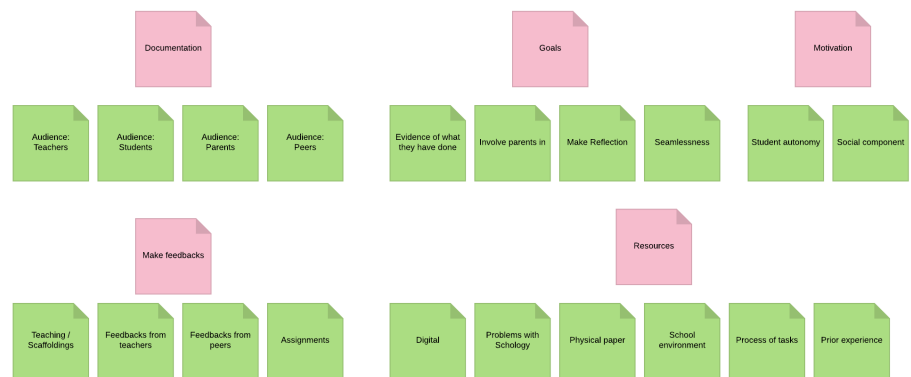 Documentation
Goals
Motivation
Audience:
Teachers
Audience:
Students
Audience:
Parents
Audience:
Peers
Evidence of what
they have done
Involve parents in
Make Reflection
Seamlessness
Student autonomy
Social component
Make feedbacks
Resources
Teaching /
Scaffoldings
Feedbacks from
teachers
Feedbacks from
peers
Assignments
Digital
Problems with
Schology
Physical paper
School
environment
Process of tasks
Prior experience